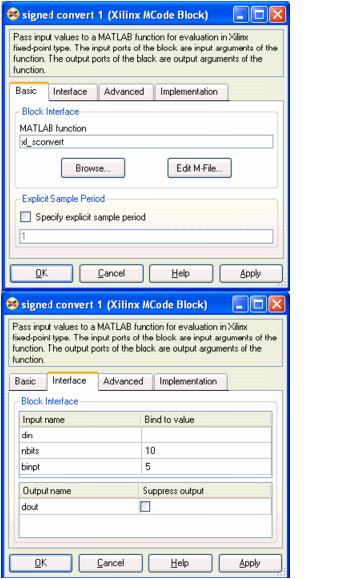 signed convert 1 (Xilinx MCode Block)
Pass input values to a MATLAB function for evaluation in Xilinx
fixed-point type. The input ports of the block are input arguments of the
function. The output ports of the block are output arguments of the
function.
Basic Interface Advanced Implementation
Block Interface
MATLAB function
xl_sconvert
Browse... Edit M-File...
Explicit Sample Period
Specify explicit sample period
1
OK Cancel Help Apply
signed convert 1 (Xilinx MCode Block)
Pass input values to a MATLAB function for evaluation in Xilinx
fixed-point type. The input ports of the block are input arguments of the
function. The output ports of the block are output arguments of the
function.
Basic Interface Advanced Implementation
Block Interface
Input name Bind to value
din
nbits 10
binpt 5
Output name Suppress output
dout
OK Cancel Help Apply